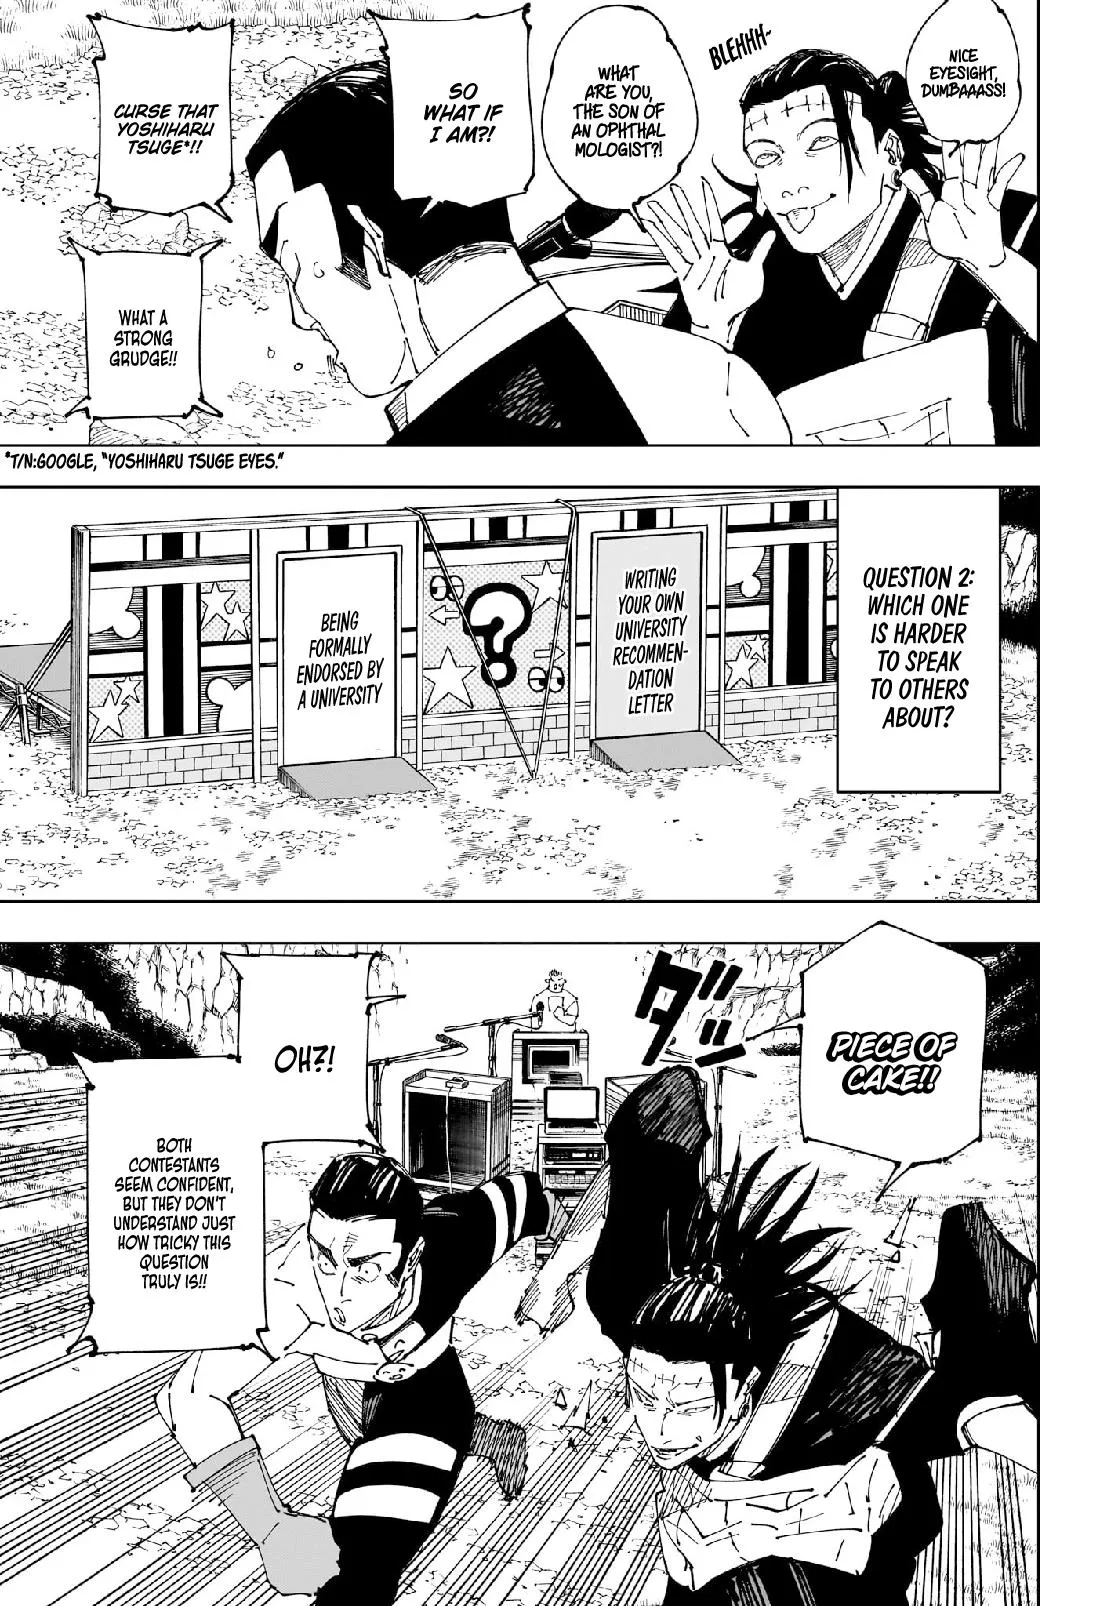 NICE
EYESIGHT,
DUMBAAASS!
BLEHHH~
WHAT
ARE YOU,
THE SON OF
AN OPHTHAL
MOLOGIST?!
SO
WHAT IF
I AM?!
CURSE THAT
YOSHIHARU
TSUGE*!!
WHAT A
STRONG
GRUDGE!!
*T/N:GOOGLE, "YOSHIHARU TSUGE EYES."
QUESTION 2:
WHICH ONE
IS HARDER
TO SPEAK
TO OTHERS
ABOUT?
WRITING
YOUR OWN
UNIVERSITY
RECOMMEN-
DATION
LETTER
?
BEING
FORMALLY
ENDORSED BY
A UNIVERSITY
PIECE OF
CAKE!!
ダッ
OH?!
BOTH
CONTESTANTS
SEEM CONFIDENT,
BUT THEY DON'T
UNDERSTAND JUST
HOW TRICKY THIS
QUESTION
TRULY IS!!